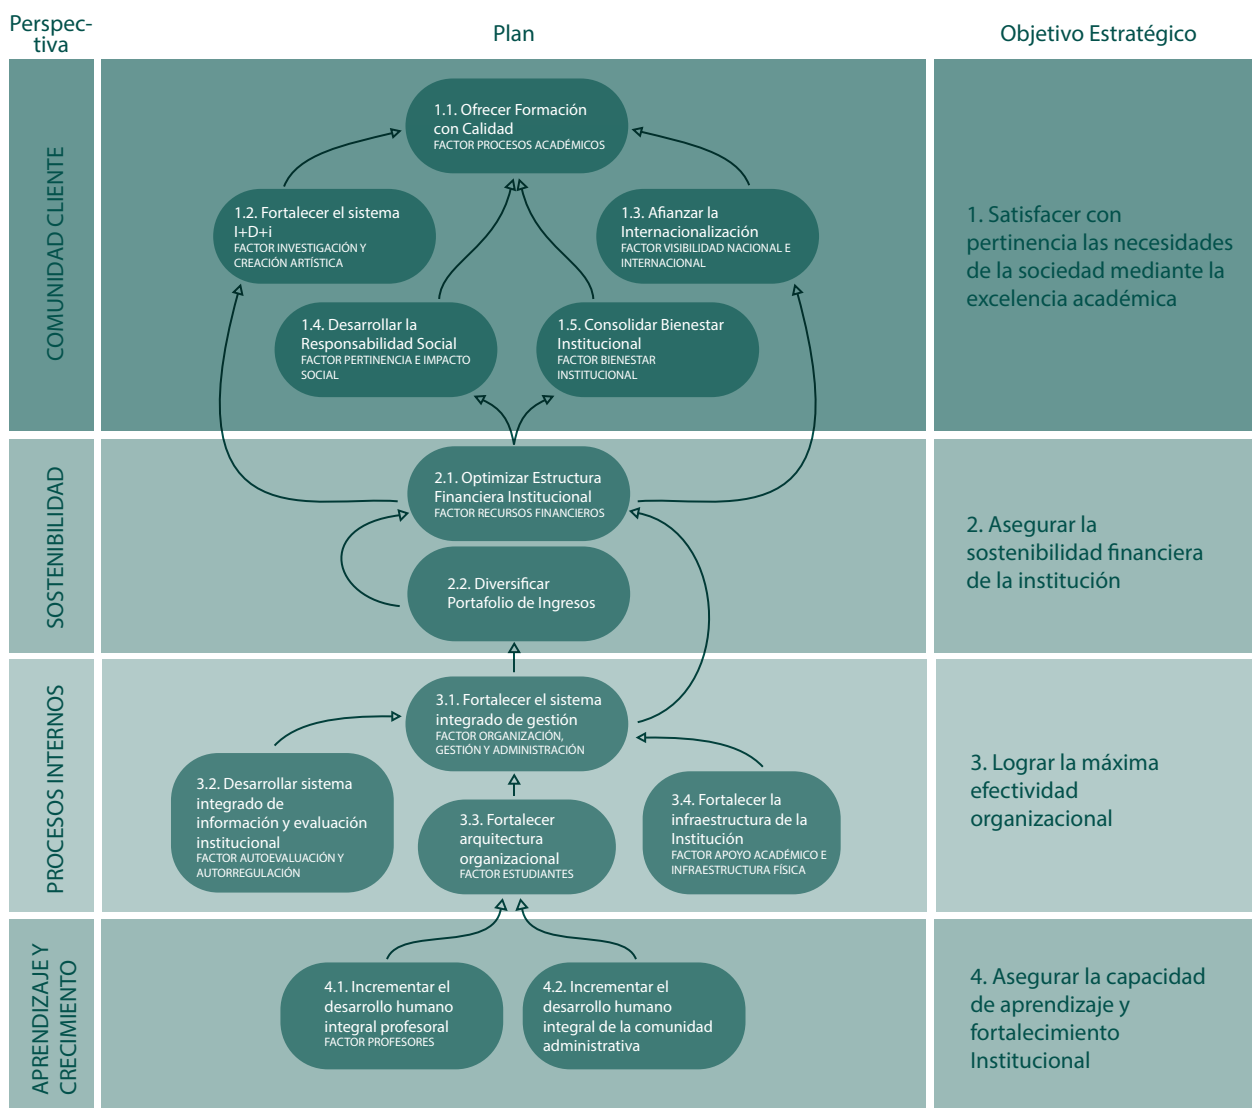 Perspec-
tiva
Plan
Objetivo Estratégico
COMUNIDAD CLIENTE
1.1. Ofrecer Formación
con Calidad
FACTOR PROCESOS ACADÉMICOS
1.2. Fortalecer el sistema
I+D+i
FACTOR INVESTIGACIÓN Y
CREACIÓN ARTÍSTICA
1.3. Afianzar la
Internacionalización
FACTOR VISIBILIDAD NACIONAL E
INTERNACIONAL
1.4. Desarrollar la
Responsabilidad Social
FACTOR PERTINENCIA E IMPACTO
SOCIAL
1.5. Consolidar Bienestar
Institucional
FACTOR BIENESTAR
INSTITUCIONAL
1. Satisfacer con
pertinencia las necesidades
de la sociedad mediante la
excelencia académica
SOSTENIBILIDAD
2.1. Optimizar Estructura
Financiera Institucional
FACTOR RECURSOS FINANCIEROS
2.2. Diversificar
Portafolio de Ingresos
2. Asegurar la
sostenibilidad financiera
de la institución
PROCESOS INTERNOS
3.1. Fortalecer el sistema
integrado de gestión
FACTOR ORGANIZACIÓN,
GESTIÓN Y ADMINISTRACIÓN
3.2. Desarrollar sistema
integrado de
información y evaluación
institucional
FACTOR AUTOEVALUACIÓN Y
AUTORREGULACIÓN
3.3. Fortalecer
arquitectura
organizacional
FACTOR ESTUDIANTES
3.4. Fortalecer la
infraestructura de la
Institución
FACTOR APOYO ACADÉMICO E
INFRAESTRUCTURA FÍSICA
3. Lograr la máxima
efectividad
organizacional
APRENDIZAJE Y
CRECIMIENTO
4.1. Incrementar el
desarrollo humano
integral profesoral
FACTOR PROFESORES
4.2. Incrementar el
desarrollo humano
integral de la comunidad
administrativa
4. Asegurar la capacidad
de aprendizaje y
fortalecimiento
Institucional